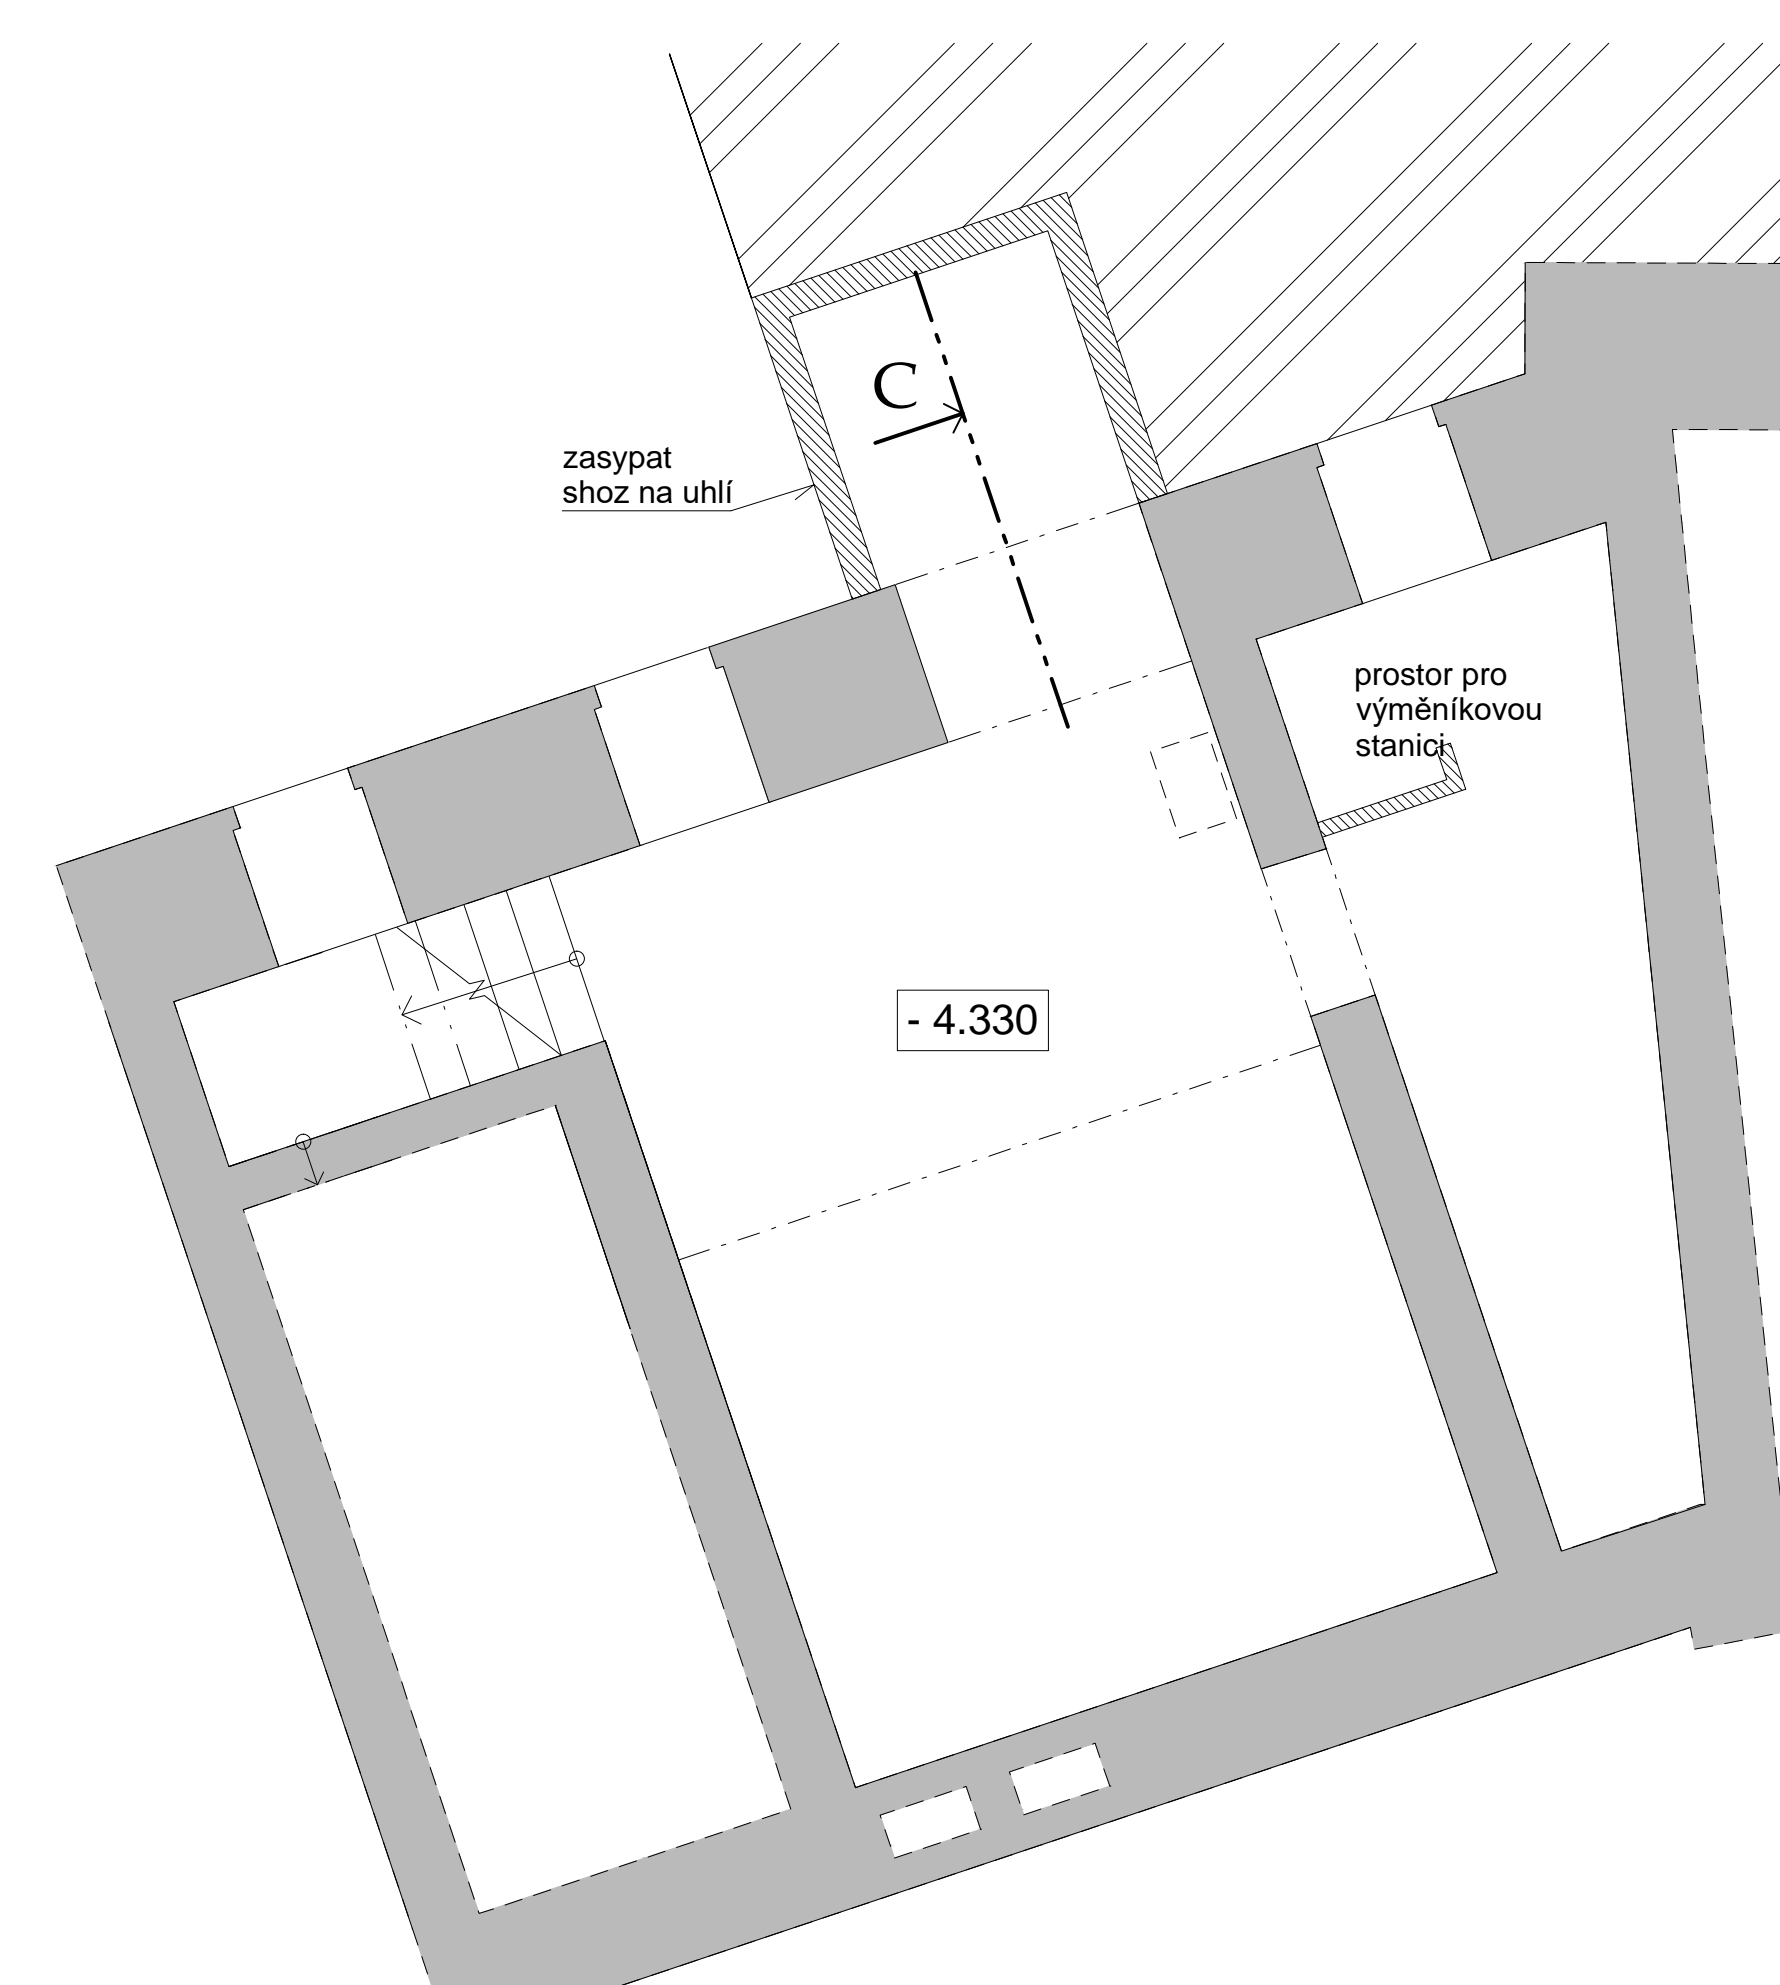 C
zasypat
shoz na uhlí
prostor pro
výměníkovou
stanici
- 4.330